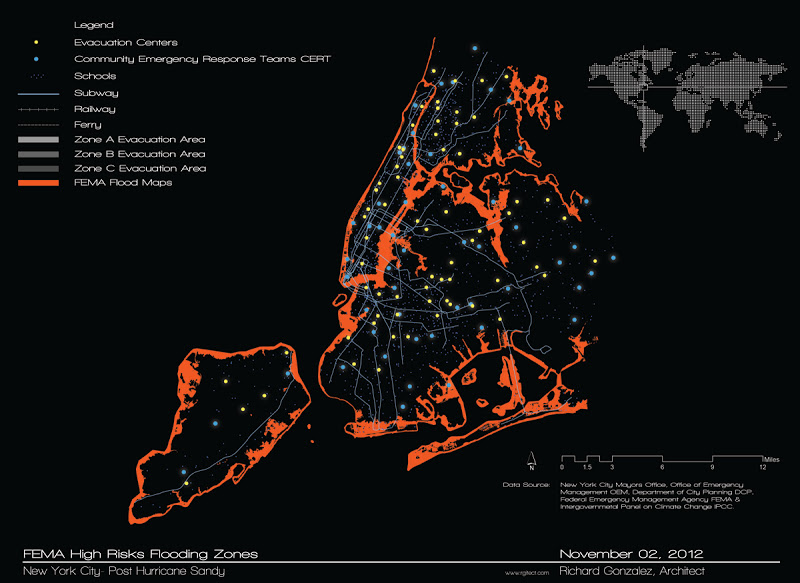 Legend
Evacuation Centers
Community Emergency Response Teams CERT
Schools
Subway
Railway
Ferry
Zone A Evacuation Area
Zone B Evacuation Area
Zone C Evacuation Area
FEMA Flood Maps
N
0 1.5 3 6 9 12 Miles
Data Source:
New York City Mayors Office, Office of Emergency
Management OEM, Department of City Planning DCP,
Federal Emergency Management Agency FEMA &
Intergovernmetal Panel on Climate Change IPCC.
FEMA High Risks Flooding Zones
November 02, 2012
New York City- Post Hurricane Sandy
www.rgitect.com
Richard Gonzalez, Architect